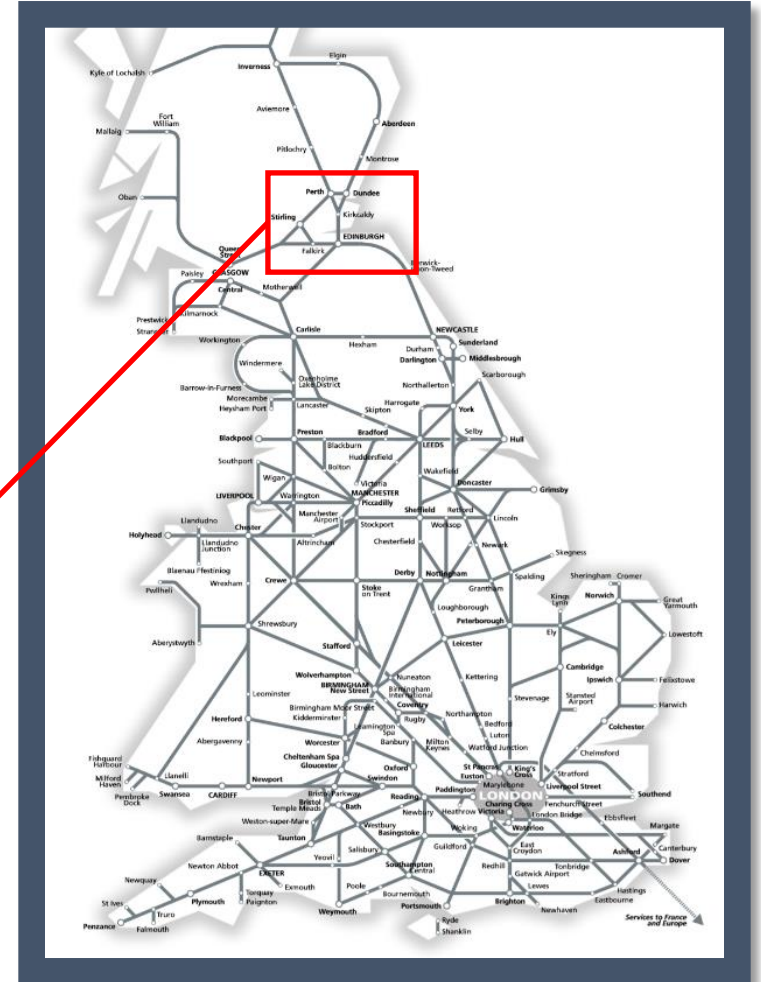 Elgin
Inverness
Kyle of Lochalsh
Aviemore
Fort
William
Mallaig
Aberdeen
Pitlochry
Montrose
Perth
Dundee
Oban
Stirling
Kirkcaldy
EDINBURGH
Queen
Street
Falkirk
Berwick-
upon-Tweed
Paisley
GLASGOW
Central
Motherwell
Kilmarnock
Prestwick
Stranraer
Carlisle
NEWCASTLE
Workington
Hexham
Sunderland
Durham
Darlington
Middlesbrough
Windermere
Scarborough
Oxenholme
Lake District
Barrow-in-Furness
Northallerton
Morecambe
Heysham Port
Lancaster
Harrogate
York
Skipton
Blackpool
Preston
Bradford
Selby
Hull
Blackburn
LEEDS
Huddersfield
Southport
Bolton
Wakefield
Wigan
Victoria
Doncaster
Grimsby
LIVERPOOL
Warrington
MANCHESTER
Piccadilly
Sheffield
Retford
Llandudno
Manchester
Airport
Stockport
Worksop
Lincoln
Holyhead
Chester
Llandudno
Junction
Altrincham
Chesterfield
Newark
Skegness
Blaenau Ffestiniog
Derby
Nottingham
Spalding
Sheringham
Cromer
Pwllheli
Wrexham
Crewe
Stoke
on Trent
Grantham
Kings
Lynn
Norwich
Great
Yarmouth
Loughborough
Shrewsbury
Peterborough
Ely
Lowestoft
Aberystwyth
Stafford
Leicester
Wolverhampton
Cambridge
BIRMINGHAM
New Street
Nuneaton
Kettering
Birmingham
International
Ipswich
Felixstowe
Leominster
Coventry
Stevenage
Stansted
Airport
Birmingham Moor Street
Harwich
Hereford
Kidderminster
Rugby
Northampton
Leamington
Spa
Bedford
Colchester
Abergavenny
Worcester
Banbury
Milton
Keynes
Luton
Watford Junction
Chelmsford
Cheltenham Spa
Fishguard
Harbour
Gloucester
Oxford
St Pancras
King's
Cross
Euston
Stratford
Llanelli
Milford
Haven
Newport
Swindon
Marylebone
Liverpool Street
Pembroke
Dock
Swansea
CARDIFF
Bristol Parkway
Reading
Paddington
LONDON
Southend
Bristol
Temple Meads
Bath
Charing Cross
Fenchurch Street
Newbury
Heathrow
Victoria
London Bridge
Ebbsfleet
Weston-super-Mare
Westbury
Waterloo
Margate
Barnstaple
Taunton
Basingstoke
Woking
East
Croydon
Canterbury
Salisbury
Guildford
Ashford
Dover
Newton Abbot
Yeovil
Southampton
Central
Redhill
Tonbridge
EXETER
Gatwick Airport
Newquay
Exmouth
Poole
Lewes
Hastings
St Ives
Plymouth
Torquay
Paignton
Bournemouth
Eastbourne
Truro
Weymouth
Portsmouth
Brighton
Newhaven
Penzance
Falmouth
Ryde
Shanklin
Services to France
and Europe